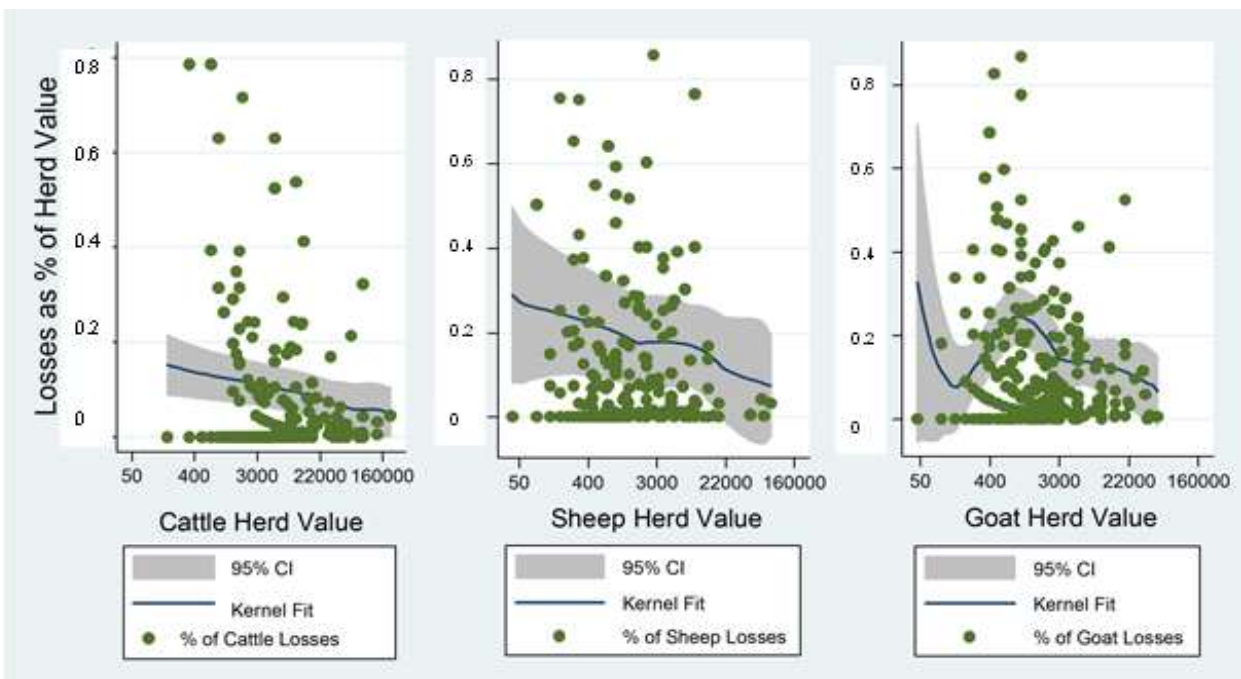 Losses as % of Herd Value
0.8
0.6
0.4
0.2
0
50 400 3000 22000 160000
Cattle Herd Value
95% CI
Kernel Fit
% of Cattle Losses
0.8
0.6
0.4
0.2
0
50 400 3000 22000 160000
Sheep Herd Value
95% CI
Kernel Fit
% of Sheep Losses
0.8
0.6
0.4
0.2
0
50 400 3000 22000 160000
Goat Herd Value
95% CI
Kernel Fit
% of Goat Losses